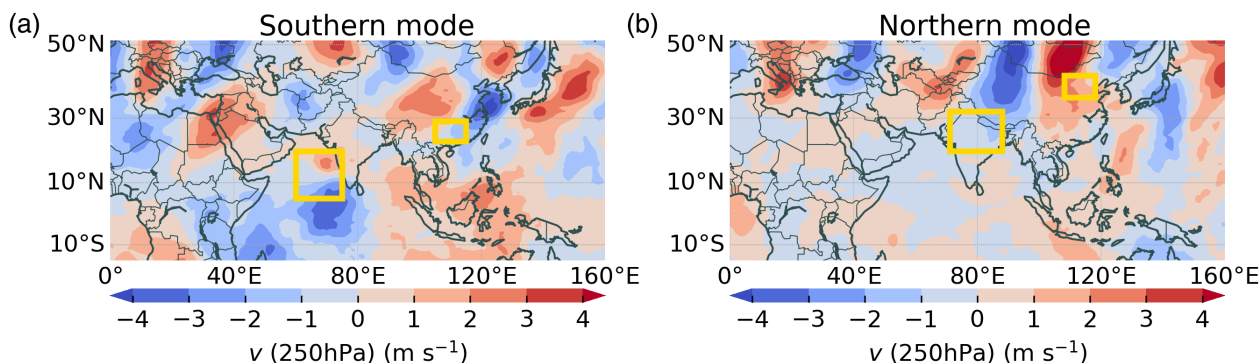 (a) Southern mode
50°N
30°N
10°N
10°S
0° 40°E 80°E 120°E 160°E
−4 −3 −2 −1 0 1 2 3 4
v (250hPa) (m s⁻¹)
(b) Northern mode
50°N
30°N
10°N
10°S
0° 40°E 80°E 120°E 160°E
−4 −3 −2 −1 0 1 2 3 4
v (250hPa) (m s⁻¹)